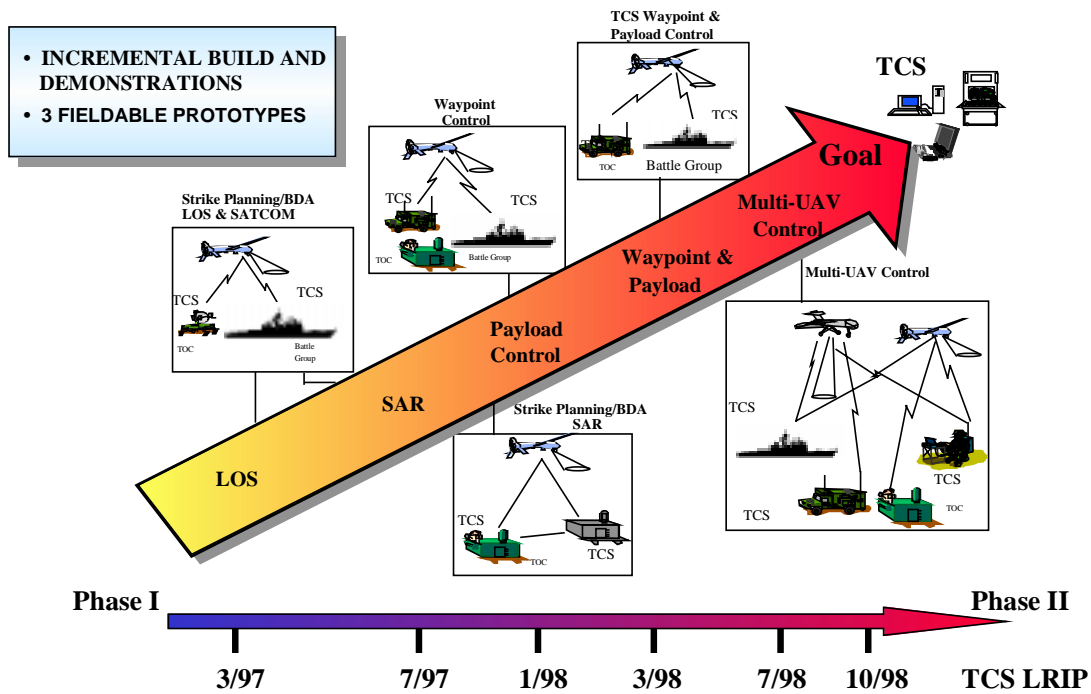 • INCREMENTAL BUILD AND
DEMONSTRATIONS
• 3 FIELDABLE PROTOTYPES
TCS Waypoint &
Payload Control
TCS
TOC
Battle Group
TCS
Waypoint
Control
TCS
TCS
TOC
Battle Group
Strike Planning/BDA
LOS & SATCOM
TCS
TCS
TOC
Battle
Group
Goal
Multi-UAV
Control
Waypoint &
Payload
Payload
Control
SAR
LOS
Multi-UAV Control
TCS
TCS
TCS
TOC
Strike Planning/BDA
SAR
TCS
TOC
TCS
Phase I
Phase II
3/97
7/97
1/98
3/98
7/98
10/98
TCS LRIP